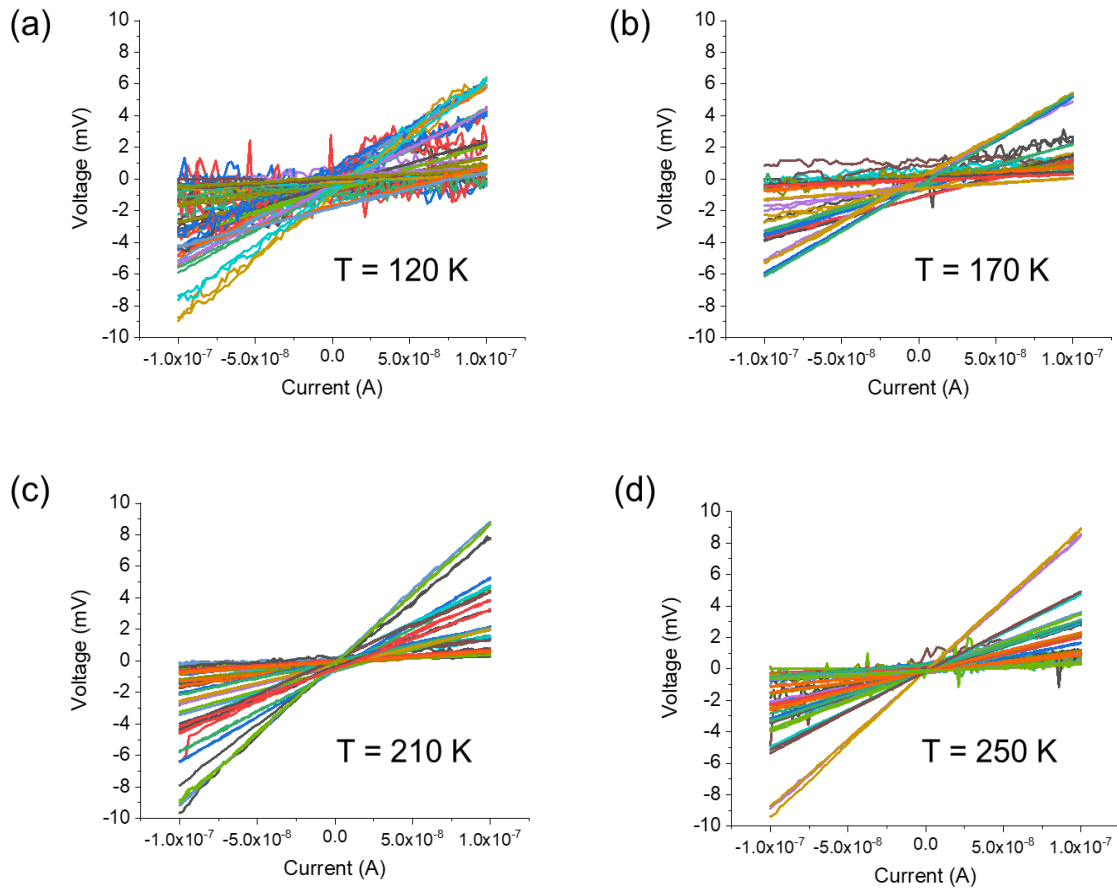 (a)
10
8
6
4
2
0
-2
-4
-6
-8
-10
Voltage (mV)
T = 120 K
-1.0x10⁻⁷ -5.0x10⁻⁸ 0.0 5.0x10⁻⁸ 1.0x10⁻⁷
Current (A)
(b)
10
8
6
4
2
0
-2
-4
-6
-8
-10
Voltage (mV)
T = 170 K
-1.0x10⁻⁷ -5.0x10⁻⁸ 0.0 5.0x10⁻⁸ 1.0x10⁻⁷
Current (A)
(c)
10
8
6
4
2
0
-2
-4
-6
-8
-10
Voltage (mV)
T = 210 K
-1.0x10⁻⁷ -5.0x10⁻⁸ 0.0 5.0x10⁻⁸ 1.0x10⁻⁷
Current (A)
(d)
10
8
6
4
2
0
-2
-4
-6
-8
-10
Voltage (mV)
T = 250 K
-1.0x10⁻⁷ -5.0x10⁻⁸ 0.0 5.0x10⁻⁸ 1.0x10⁻⁷
Current (A)